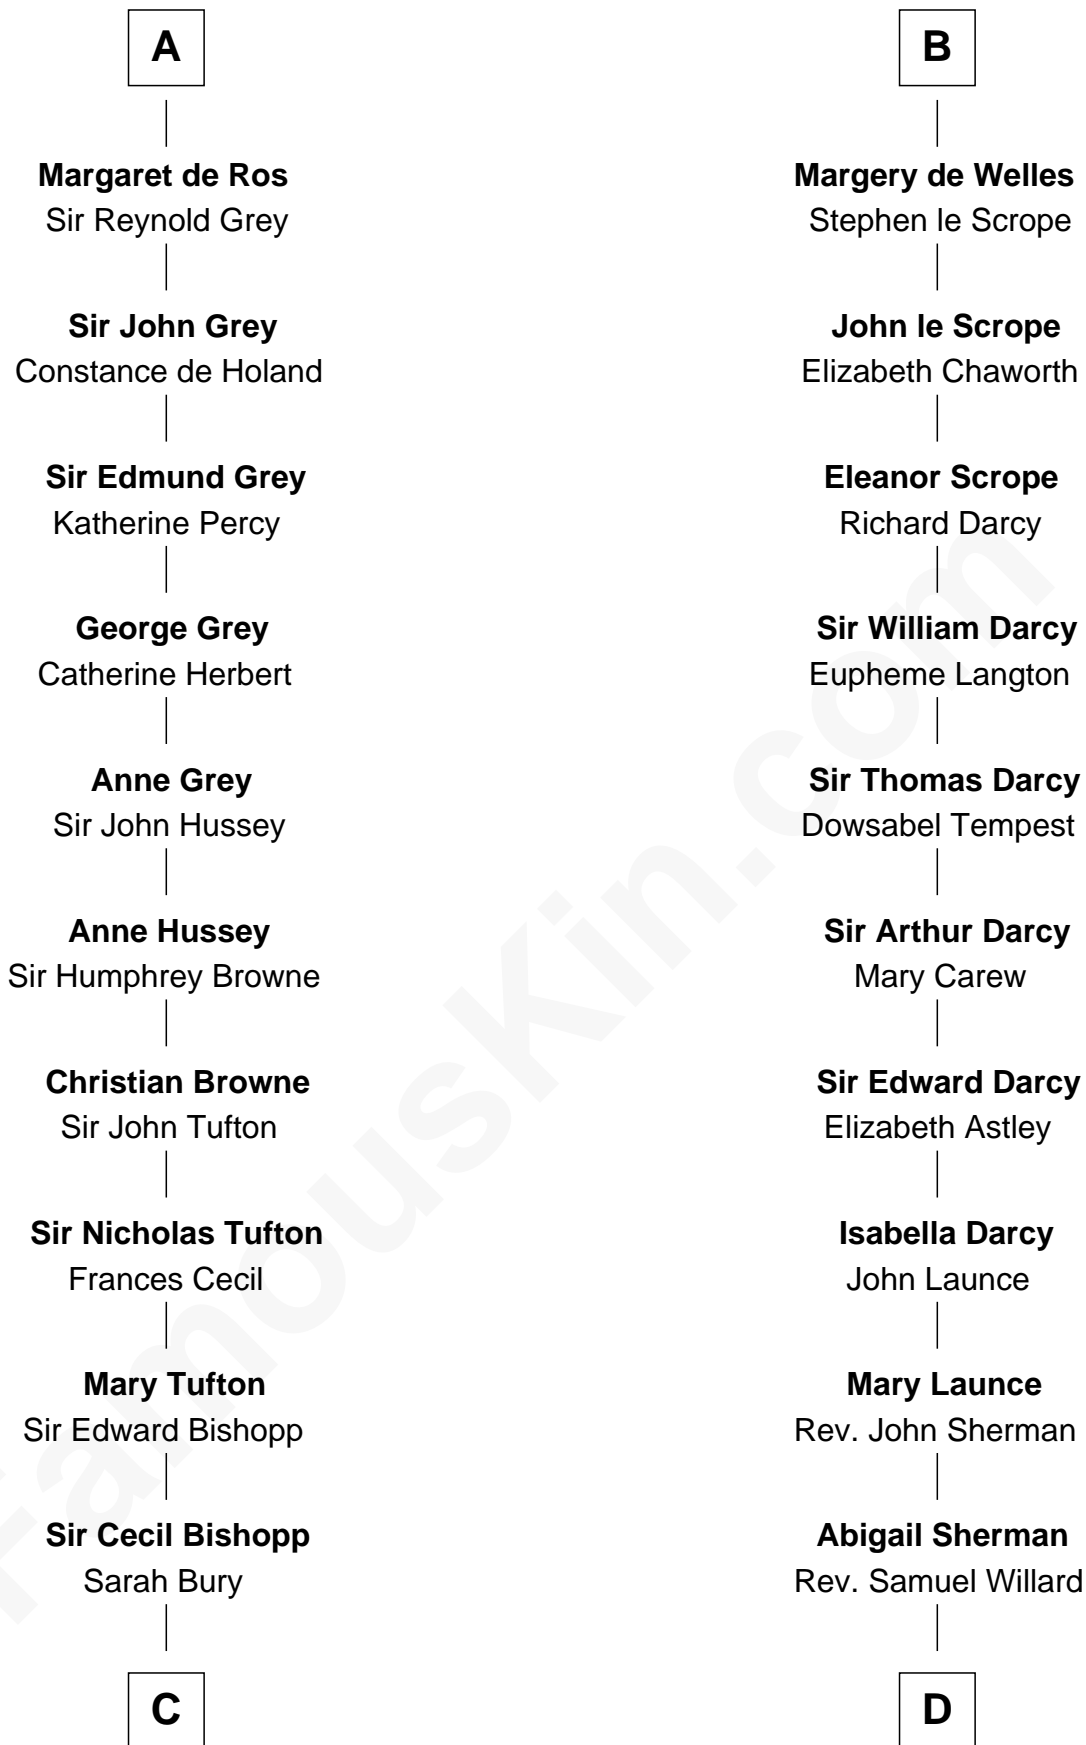 A
Margaret de Ros
Sir Reynold Grey
Sir John Grey
Constance de Holand
Sir Edmund Grey
Katherine Percy
George Grey
Catherine Herbert
Anne Grey
Sir John Hussey
Anne Hussey
Sir Humphrey Browne
Christian Browne
Sir John Tufton
Sir Nicholas Tufton
Frances Cecil
Mary Tufton
Sir Edward Bishopp
Sir Cecil Bishopp
Sarah Bury
C
B
Margery de Welles
Stephen le Scrope
John le Scrope
Elizabeth Chaworth
Eleanor Scrope
Richard Darcy
Sir William Darcy
Eupheme Langton
Sir Thomas Darcy
Dowsabel Tempest
Sir Arthur Darcy
Mary Carew
Sir Edward Darcy
Elizabeth Astley
Isabella Darcy
John Launce
Mary Launce
Rev. John Sherman
Abigail Sherman
Rev. Samuel Willard
D
FamousKin.com